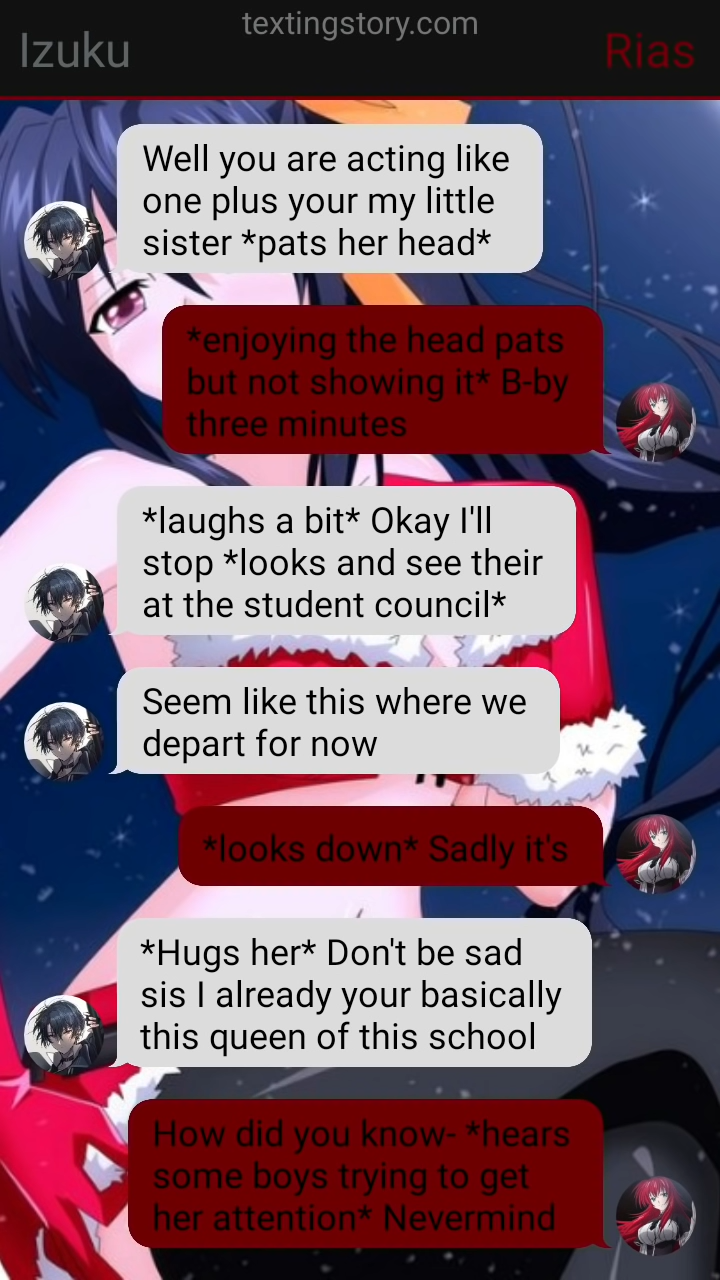 textingstory.com
Izuku
Rias
Well you are acting like
one plus your my little
sister *pats her head*
*enjoying the head pats
but not showing it* B-by
three minutes
*laughs a bit* Okay I'll
stop *looks and see their
at the student council*
Seem like this where we
depart for now
*looks down* Sadly it's
*Hugs her* Don't be sad
sis I already your basically
this queen of this school
How did you know- *hears
some boys trying to get
her attention* Nevermind